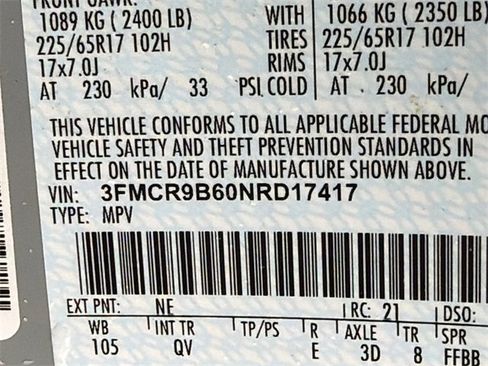 FRONT GAWR:
1089 KG ( 2400 LB) WITH 1066 KG ( 2350 LB)
225/65R17 102H TIRES 225/65R17 102H
17x7.0J RIMS 17x7.0J
AT 230 kPa/ 33 PSI COLD AT 230 kPa/
THIS VEHICLE CONFORMS TO ALL APPLICABLE FEDERAL MO
VEHICLE SAFETY AND THEFT PREVENTION STANDARDS IN
EFFECT ON THE DATE OF MANUFACTURE SHOWN ABOVE.
VIN: 3FMCR9B60NRD17417
TYPE: MPV
EXT PNT: NE RC: 21 DSO:
WB INT TR TP/PS R AXLE TR SPR
105 QV E 3D 8 FFBB